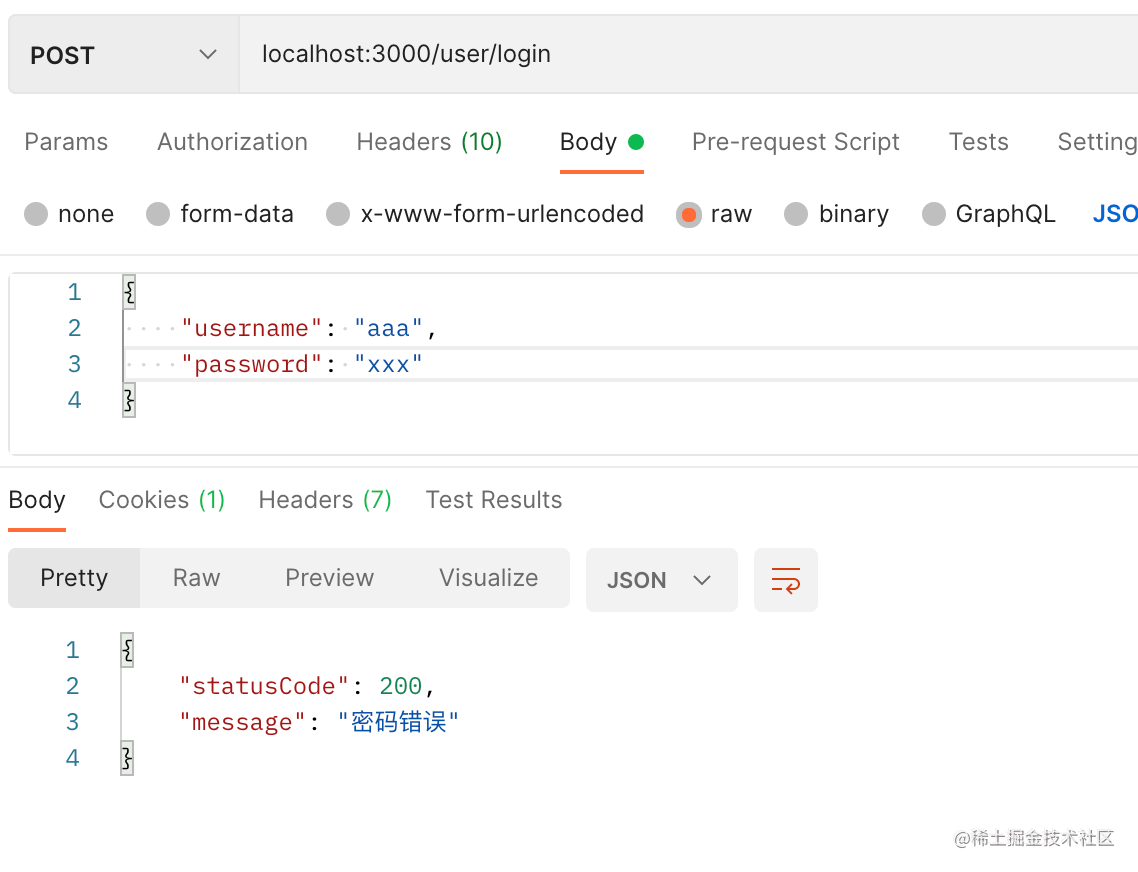 POST localhost:3000/user/login
Params Authorization Headers (10) Body Pre-request Script Tests Setting
none form-data x-www-form-urlencoded raw binary GraphQL JSO
1 {
2 "username": "aaa",
3 "password": "xxx"
4 }
Body Cookies (1) Headers (7) Test Results
Pretty Raw Preview Visualize JSON
1 {
2 "statusCode": 200,
3 "message": "密码错误"
4 }
@稀土掘金技术社区